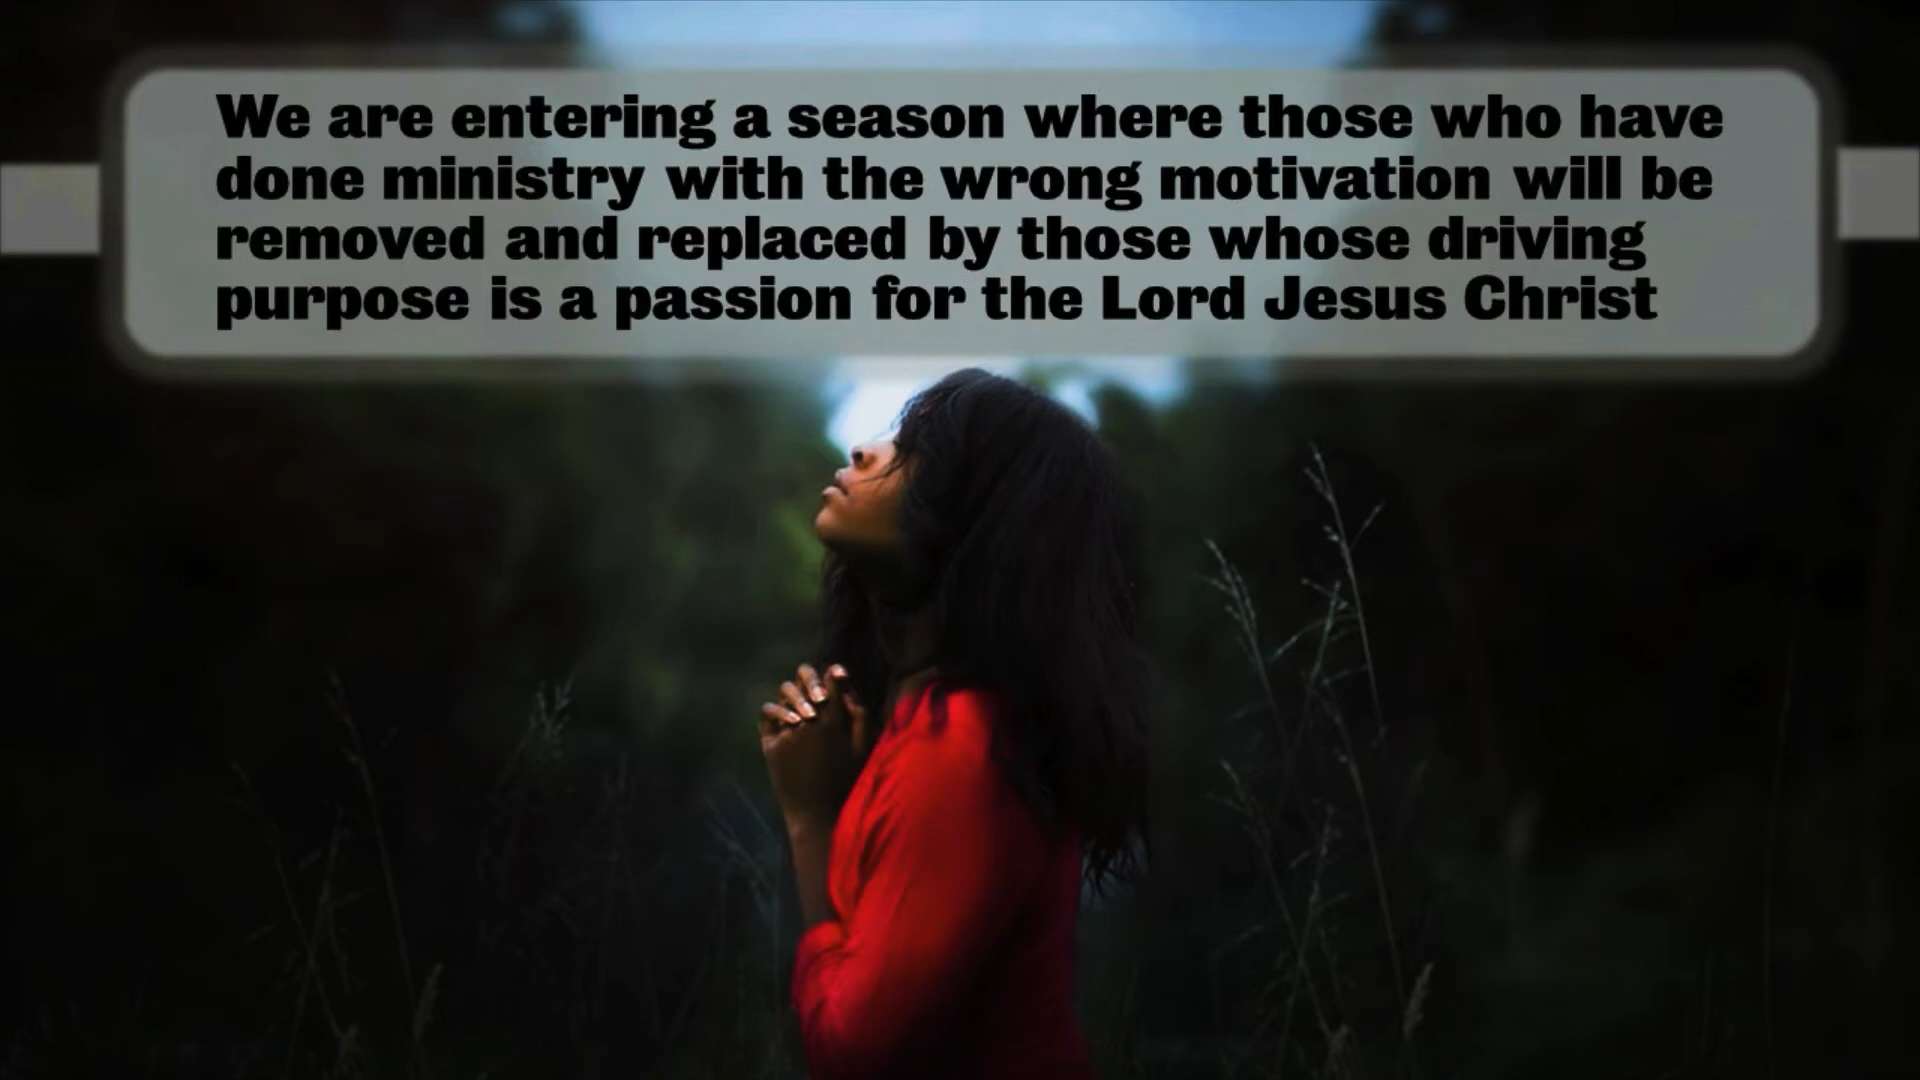 We are entering a season where those who have
done ministry with the wrong motivation will be
removed and replaced by those whose driving
purpose is a passion for the Lord Jesus Christ